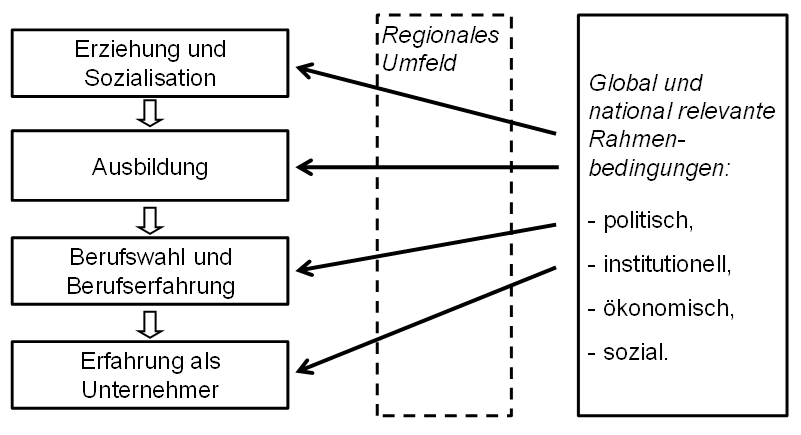 Erziehung und
Sozialisation
Ausbildung
Berufswahl und
Berufserfahrung
Erfahrung als
Unternehmer
Regionales
Umfeld
Global und
national relevante
Rahmen-
bedingungen:
- politisch,
- institutionell,
- ökonomisch,
- sozial.